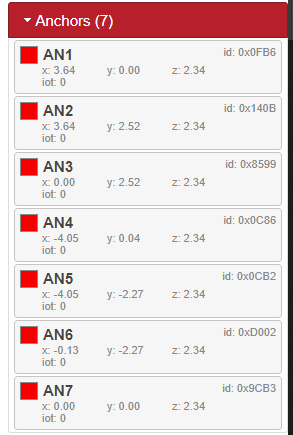 Anchors (7)
AN1 id: 0x0FB6
x: 3.64 y: 0.00 z: 2.34
iot: 0
AN2 id: 0x140B
x: 3.64 y: 2.52 z: 2.34
iot: 0
AN3 id: 0x8599
x: 0.00 y: 2.52 z: 2.34
iot: 0
AN4 id: 0x0C86
x: -4.05 y: 0.04 z: 2.34
iot: 0
AN5 id: 0x0CB2
x: -4.05 y: -2.27 z: 2.34
iot: 0
AN6 id: 0xD002
x: -0.13 y: -2.27 z: 2.34
iot: 0
AN7 id: 0x9CB3
x: 0.00 y: 0.00 z: 2.34
iot: 0